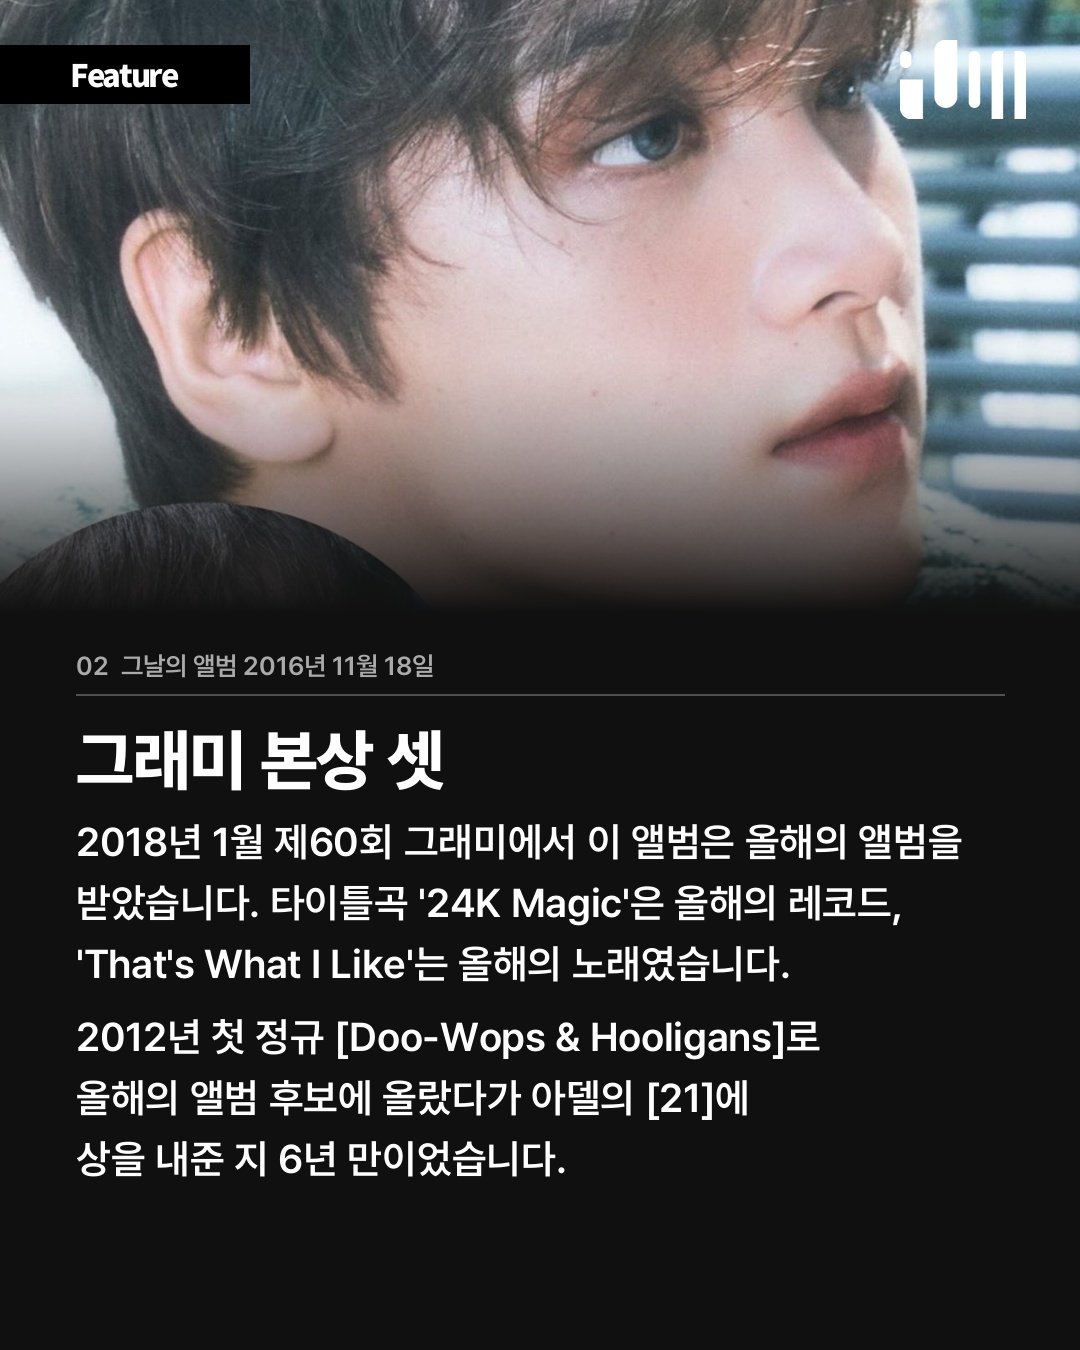 Feature
02 그날의 앨범 2016년 11월 18일
그래미 본상 셋
2018년 1월 제60회 그래미에서 이 앨범은 올해의 앨범을
받았습니다. 타이틀곡 '24K Magic'은 올해의 레코드,
'That's What I Like'는 올해의 노래였습니다.
2012년 첫 정규 [Doo-Wops & Hooligans]로
올해의 앨범 후보에 올랐다가 아델의 [21]에
상을 내준 지 6년 만이었습니다.